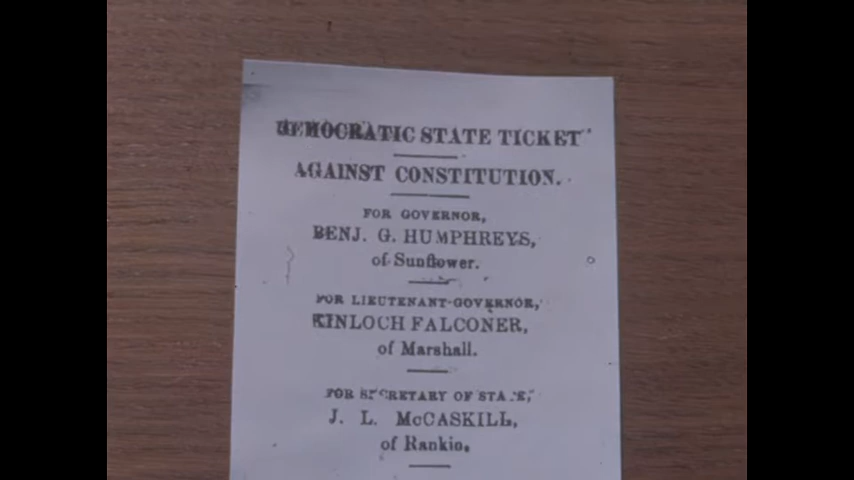 DEMOCRATIC STATE TICKET
AGAINST CONSTITUTION.
FOR GOVERNOR,
BENJ. G. HUMPHREYS,
of Sunflower.
FOR LIEUTENANT-GOVERNOR,
KINLOCH FALCONER,
of Marshall.
FOR SECRETARY OF STATE,
J. L. McCASKILL,
of Rankin,